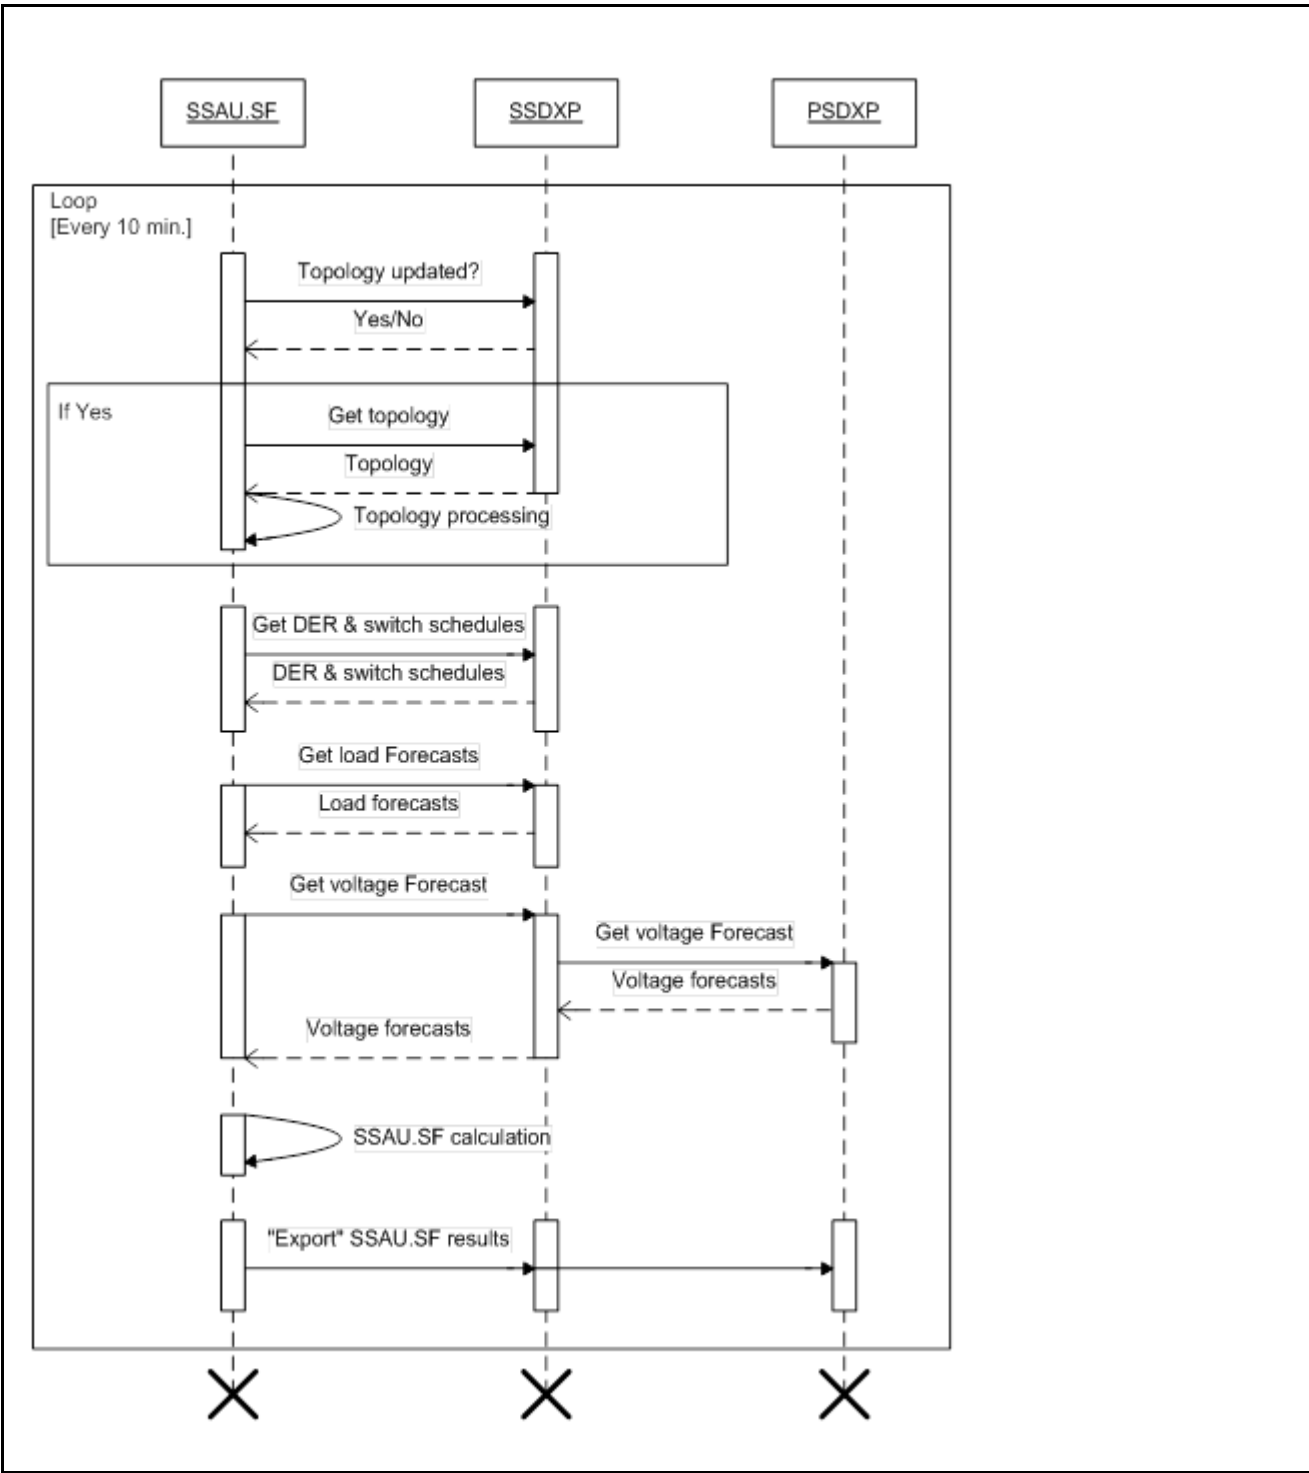 SSAU.SF
SSDXP
PSDXP
Loop
[Every 10 min.]
Topology updated?
Yes/No
If Yes
Get topology
Topology
Topology processing
Get DER & switch schedules
DER & switch schedules
Get load Forecasts
Load forecasts
Get voltage Forecast
Get voltage Forecast
Voltage forecasts
Voltage forecasts
SSAU.SF calculation
"Export" SSAU.SF results